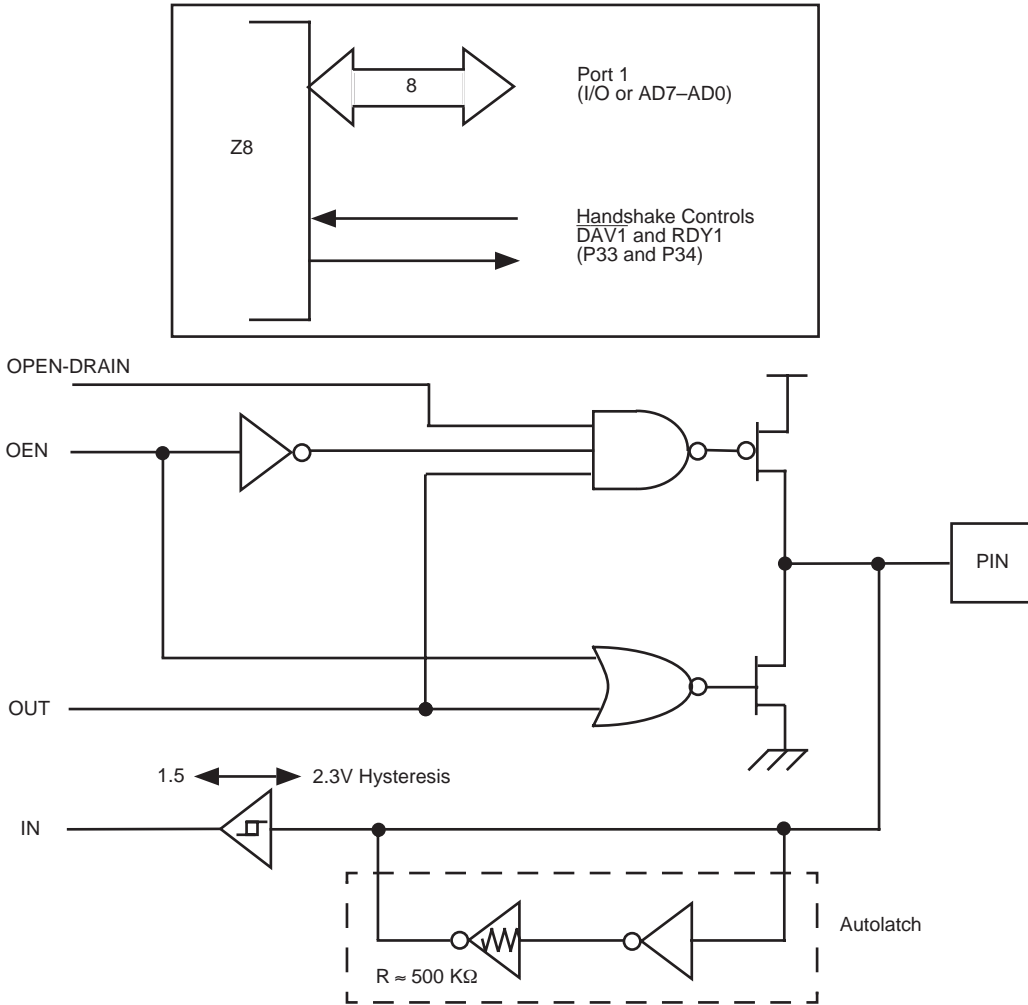 Port 1
(I/O or AD7–AD0)
8
Z8
Handshake Controls
DAV1 and RDY1
(P33 and P34)
OPEN-DRAIN
OEN
PIN
OUT
1.5 2.3V Hysteresis
IN
Autolatch
R ≈ 500 KΩ